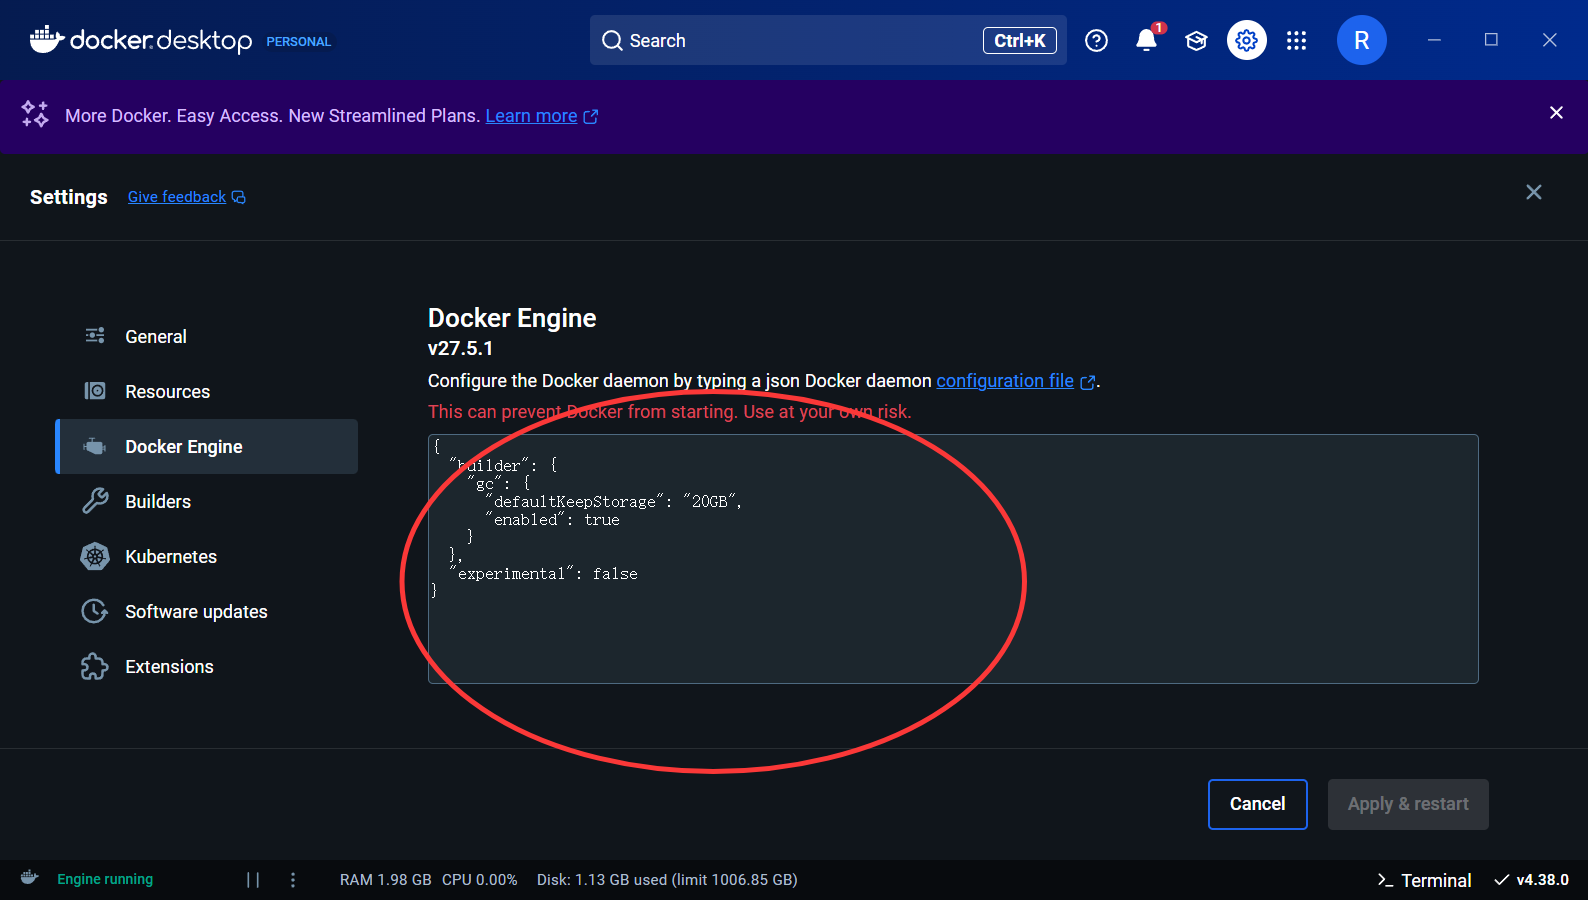 docker.desktop PERSONAL
Search
Ctrl+K
1
R
More Docker. Easy Access. New Streamlined Plans. Learn more
Settings
Give feedback
General
Resources
Docker Engine
Builders
Kubernetes
Software updates
Extensions
Docker Engine
v27.5.1
Configure the Docker daemon by typing a json Docker daemon configuration file.
This can prevent Docker from starting. Use at your own risk.
{
  "builder": {
    "gc": {
      "defaultKeepStorage": "20GB",
      "enabled": true
    }
  },
  "experimental": false
}
Cancel
Apply & restart
Engine running
RAM 1.98 GB CPU 0.00% Disk: 1.13 GB used (limit 1006.85 GB)
Terminal
v4.38.0